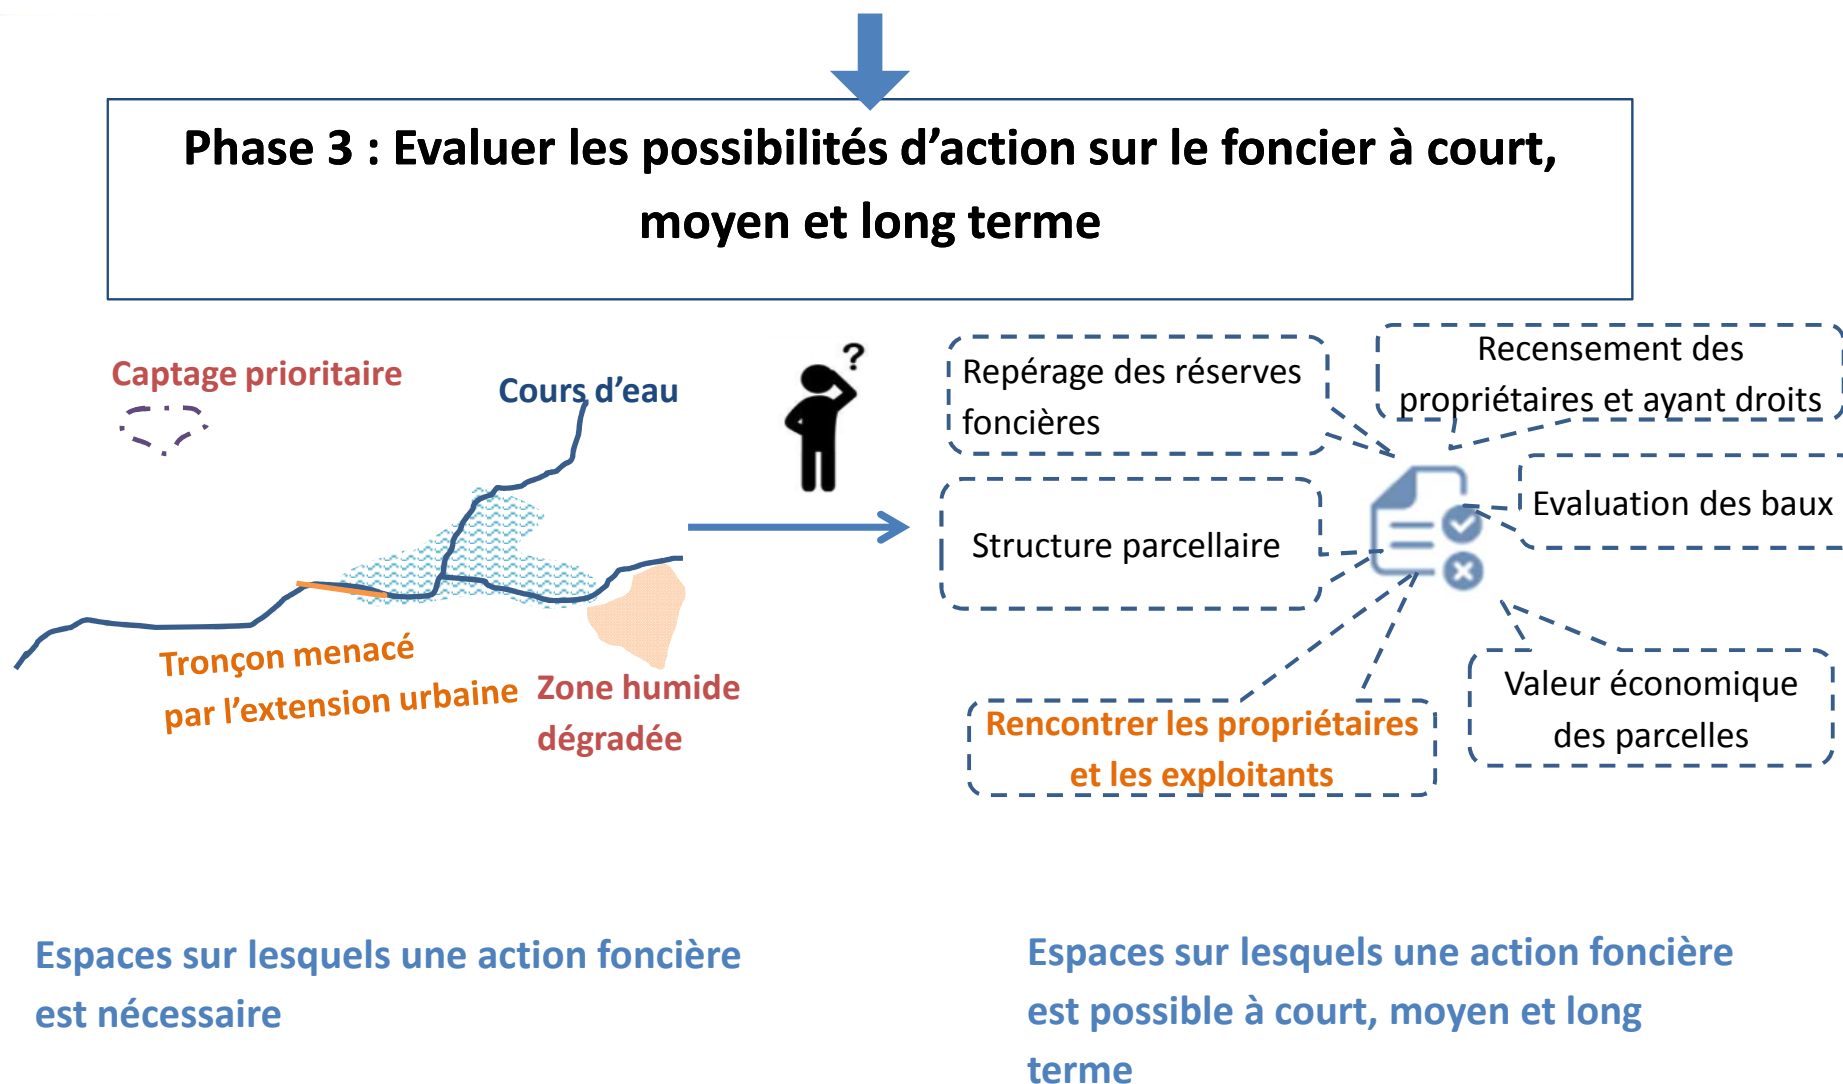 Phase 3 : Evaluer les possibilités d’action sur le foncier à court,
moyen et long terme
Captage prioritaire
Cours d’eau
Tronçon menacé
par l’extension urbaine
Zone humide
dégradée
?
Repérage des réserves
foncières
Recensement des
propriétaires et ayant droits
Structure parcellaire
Evaluation des baux
Rencontrer les propriétaires
et les exploitants
Valeur économique
des parcelles
Espaces sur lesquels une action foncière
est nécessaire
Espaces sur lesquels une action foncière
est possible à court, moyen et long
terme